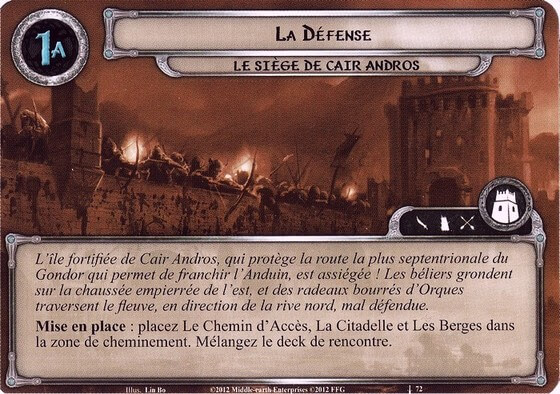 1A
La Défense
Le Siège de Cair Andros
L'île fortifiée de Cair Andros, qui protège la route la plus septentrionale du
Gondor qui permet de franchir l'Anduin, est assiégée ! Les béliers grondent
sur la chaussée empierrée de l'est, et des radeaux bourrés d'Orques
traversent le fleuve, en direction de la rive nord, mal défendue.
Mise en place : placez Le Chemin d'Accès, La Citadelle et Les Berges dans
la zone de cheminement. Mélangez le deck de rencontre.
Illus. Lin Bo
©2012 Middle-earth Enterprises ©2012 FFG
72